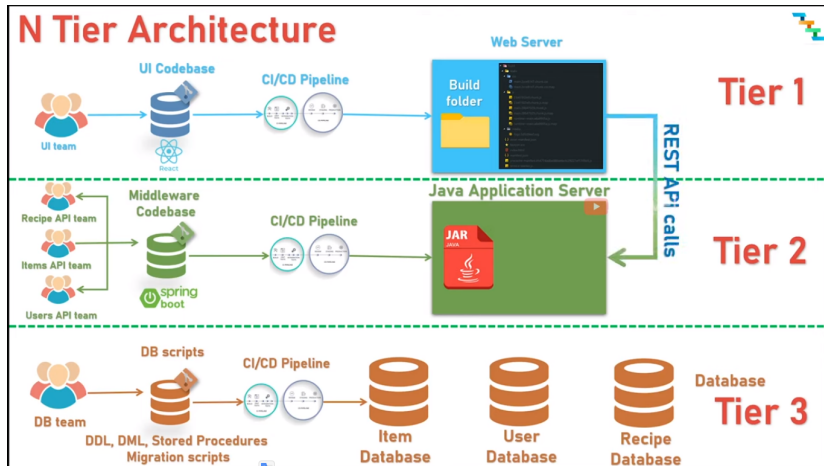 N Tier Architecture
Web Server
UI Codebase
CI/CD Pipeline
Build
folder
Tier 1
UI team
React
REST APi calls
Java Application Server
Recipe API team
Middleware
Codebase
CI/CD Pipeline
JAR
JAVA
Tier 2
Items API team
spring
boot
Users API team
DB scripts
CI/CD Pipeline
Database
Tier 3
DB team
DDL, DML, Stored Procedures
Migration scripts
Item
Database
User
Database
Recipe
Database